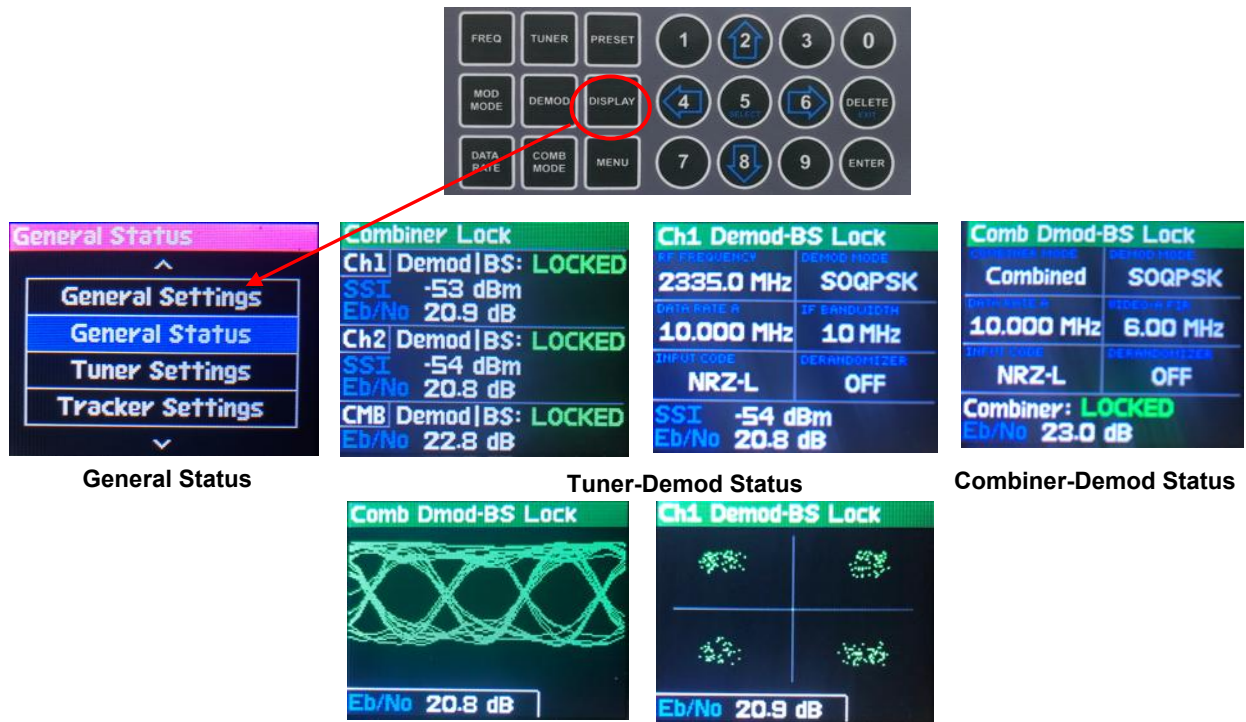 FREQ TUNER PRESET 1 2 3 0
MOD MODE DEMOD DISPLAY 4 5 SELECT 6 DELETE EXIT
DATA RATE COMB MODE MENU 7 8 9 ENTER
General Status
General Settings
General Status
Tuner Settings
Tracker Settings
General Status
Combiner Lock
Ch1 Demod|BS: LOCKED
SSI -53 dBm
Eb/No 20.9 dB
Ch2 Demod|BS: LOCKED
SSI -54 dBm
Eb/No 20.8 dB
CMB Demod|BS: LOCKED
Eb/No 22.8 dB
Ch1 Demod-BS Lock
RF FREQUENCY DEMOD MODE
2335.0 MHz SOQPSK
DATA RATE A IF BANDWIDTH
10.000 MHz 10 MHz
INPUT CODE DERANDOMIZER
NRZ-L OFF
SSI -54 dBm
Eb/No 20.8 dB
Tuner-Demod Status
Comb Dmod-BS Lock
COMBINER MODE DEMOD MODE
Combined SOQPSK
DATA RATE A VIDEO-A FIR
10.000 MHz 6.00 MHz
INPUT CODE DERANDOMIZER
NRZ-L OFF
Combiner: LOCKED
Eb/No 23.0 dB
Combiner-Demod Status
Comb Dmod-BS Lock
Eb/No 20.8 dB
Ch1 Demod-BS Lock
Eb/No 20.9 dB